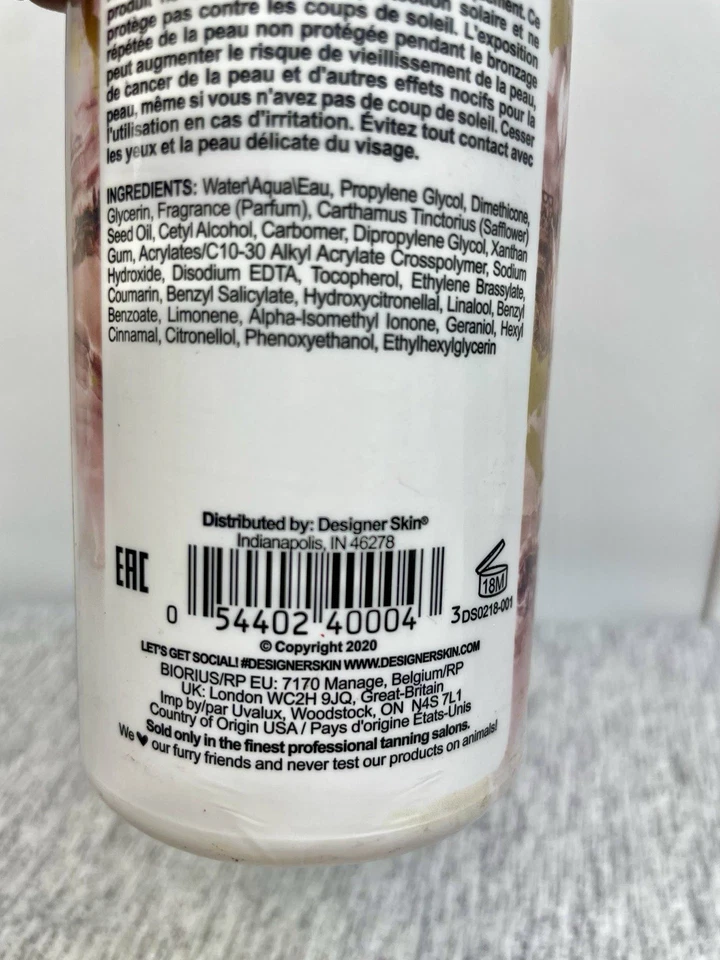 produit
solaire et ne
protège pas contre les coups de soleil. L'exposition
répétée de la peau non protégée pendant le bronzage
peut augmenter le risque de vieillissement de la peau,
de cancer de la peau et d'autres effets nocifs pour la
peau, même si vous n'avez pas de coup de soleil. Cesser
l'utilisation en cas d'irritation. Évitez tout contact avec
les yeux et la peau délicate du visage.
INGREDIENTS: Water\Aqua\Eau, Propylene Glycol, Dimethicone,
Glycerin, Fragrance (Parfum), Carthamus Tinctorius (Safflower)
Seed Oil, Cetyl Alcohol, Carbomer, Dipropylene Glycol, Xanthan
Gum, Acrylates/C10-30 Alkyl Acrylate Crosspolymer, Sodium
Hydroxide, Disodium EDTA, Tocopherol, Ethylene Brassylate,
Coumarin, Benzyl Salicylate, Hydroxycitronellal, Linalool, Benzyl
Benzoate, Limonene, Alpha-Isomethyl Ionone, Geraniol, Hexyl
Cinnamal, Citronellol, Phenoxyethanol, Ethylhexylglycerin
Distributed by: Designer Skin®
Indianapolis, IN 46278
EAC
18M
0 54402 40004 3 DS0218-001
© Copyright 2020
LET'S GET SOCIAL! #DESIGNERSKIN WWW.DESIGNERSKIN.COM
BIORIUS/RP EU: 7170 Manage, Belgium/RP
UK: London WC2H 9JQ, Great-Britain
Imp by/par Uvalux, Woodstock, ON N4S 7L1
Country of Origin USA / Pays d'origine États-Unis
Sold only in the finest professional tanning salons.
We ♥ our furry friends and never test our products on animals!